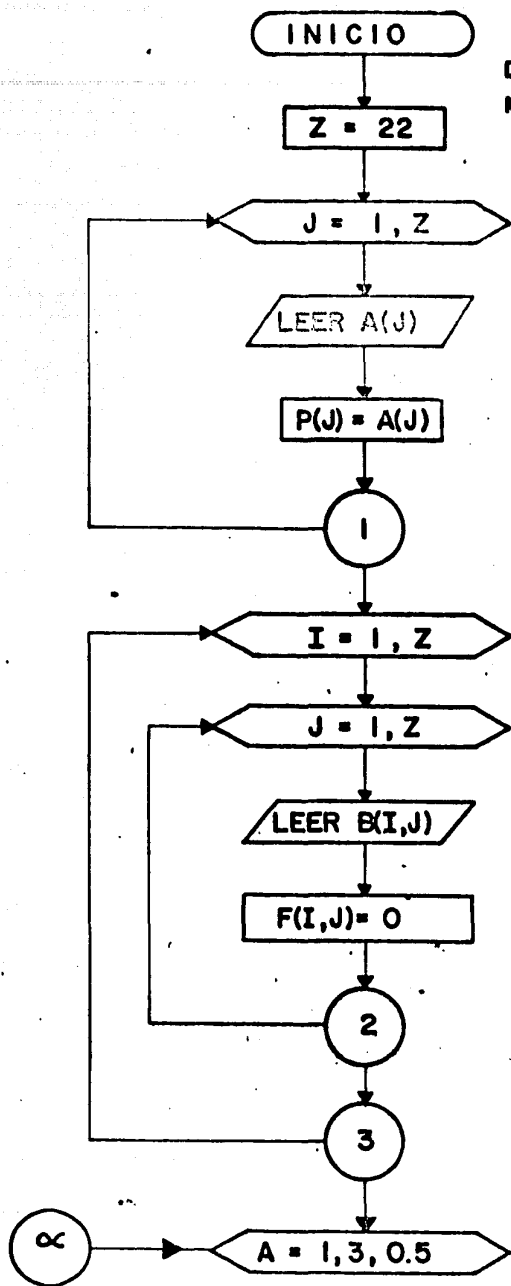 INICIO
Z = 22
J = 1, Z
LEER A(J)
P(J) = A(J)
1
I = 1, Z
J = 1, Z
LEER B(I,J)
F(I,J)= 0
2
3
∝
A = 1,3,0.5